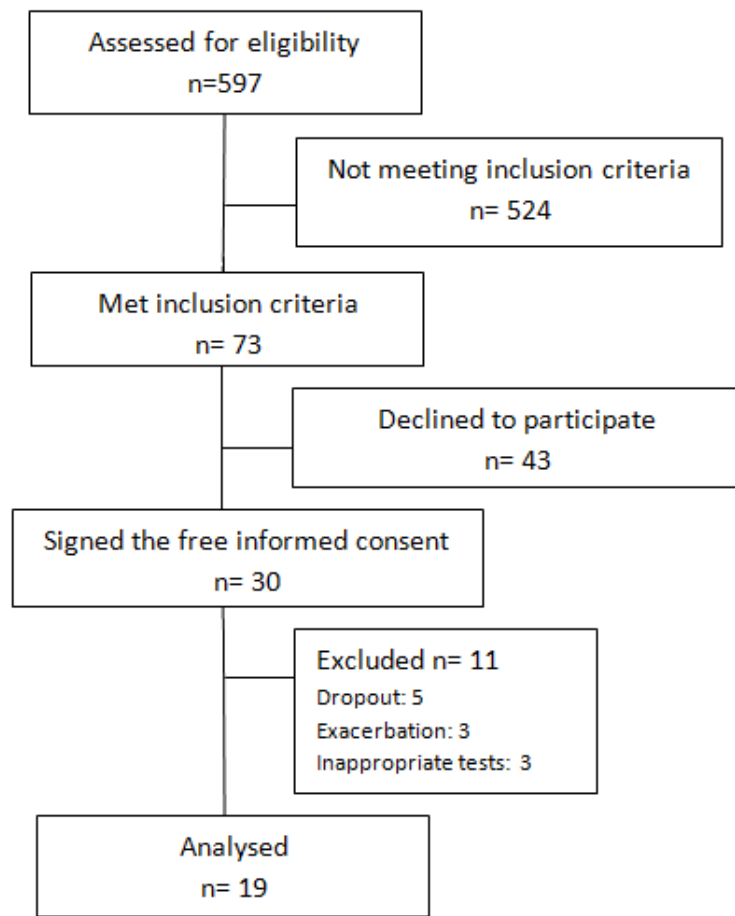 Assessed for eligibility
n=597
Not meeting inclusion criteria
n= 524
Met inclusion criteria
n= 73
Declined to participate
n= 43
Signed the free informed consent
n= 30
Excluded n= 11
Dropout: 5
Exacerbation: 3
Inappropriate tests: 3
Analysed
n= 19